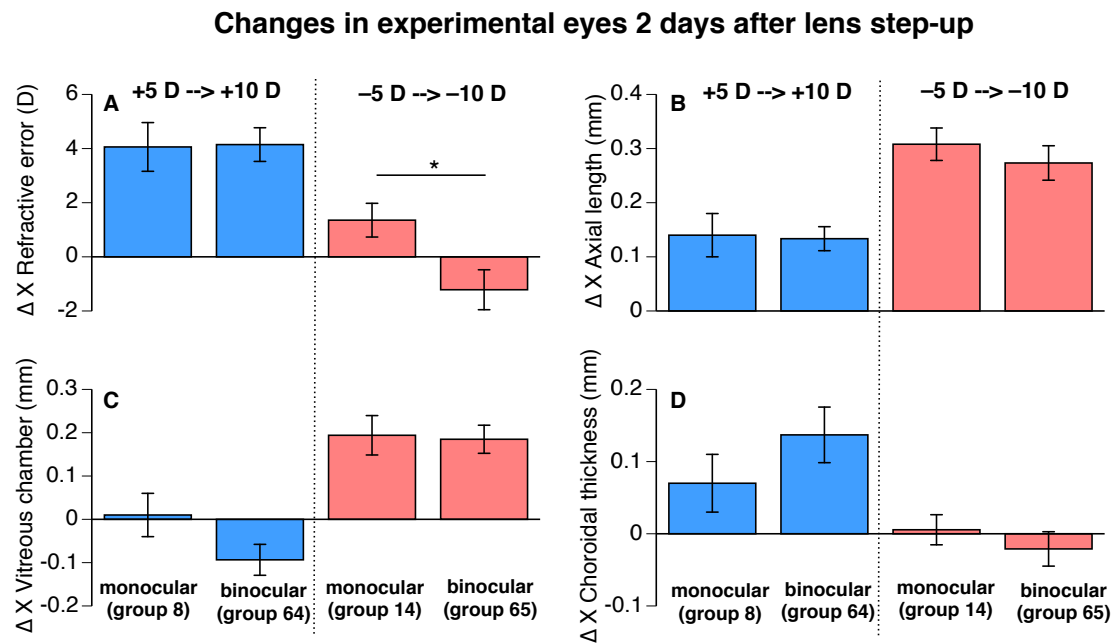 Changes in experimental eyes 2 days after lens step-up
A
+5 D --> +10 D
–5 D --> –10 D
Δ X Refractive error (D)
6
4
2
0
-2
*
B
+5 D --> +10 D
–5 D --> –10 D
Δ X Axial length (mm)
0.4
0.3
0.2
0.1
0
C
Δ X Vitreous chamber (mm)
0.3
0.2
0.1
0
-0.1
-0.2
monocular
(group 8)
binocular
(group 64)
monocular
(group 14)
binocular
(group 65)
D
Δ X Choroidal thickness (mm)
0.2
0.1
0
-0.1
monocular
(group 8)
binocular
(group 64)
monocular
(group 14)
binocular
(group 65)